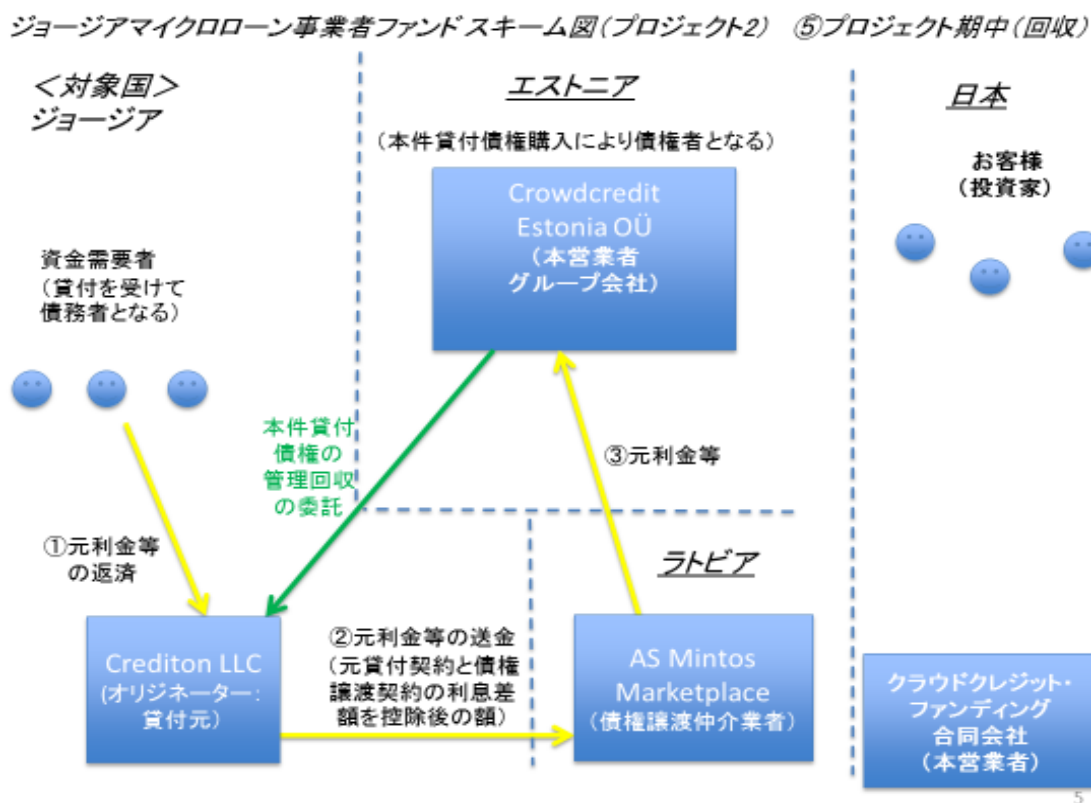 ジョージアマイクロローン事業者ファンド スキーム図(プロジェクト2) ⑤プロジェクト期中(回収)
<対象国>
ジョージア
エストニア
日本
(本件貸付債権購入により債権者となる)
お客様
(投資家)
Crowdcredit
Estonia OÜ
(本営業者
グループ会社)
資金需要者
(貸付を受けて
債務者となる)
本件貸付
債権の
管理回収
の委託
③元利金等
①元利金等
の返済
ラトビア
Crediton LLC
(オリジネーター:
貸付元)
②元利金等の送金
(元貸付契約と債権
譲渡契約の利息差
額を控除後の額)
AS Mintos
Marketplace
(債権譲渡仲介業者)
クラウドクレジット・
ファンディング
合同会社
(本営業者)
5